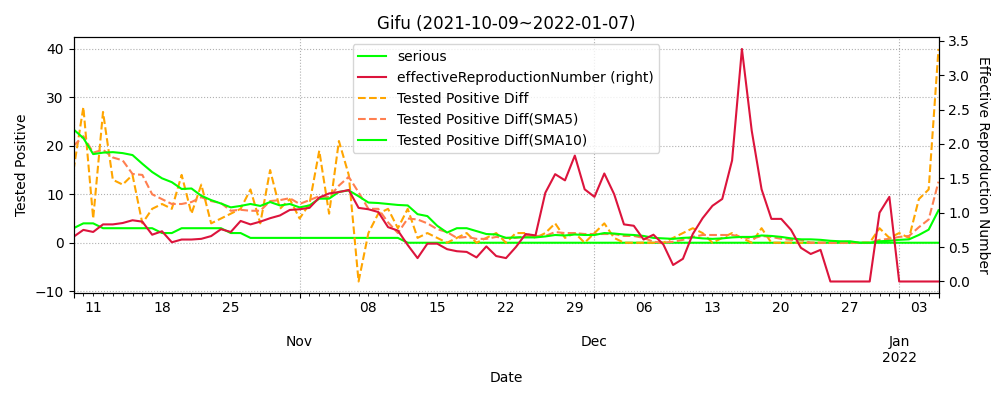 Gifu (2021-10-09~2022-01-07)
serious
effectiveReproductionNumber (right)
Tested Positive Diff
Tested Positive Diff(SMA5)
Tested Positive Diff(SMA10)
Tested Positive
40
30
20
10
0
−10
3.5
3.0
2.5
2.0
1.5
1.0
0.5
0.0
Effective Reproduction Number
11 18 25 08 15 22 29 06 13 20 27 03
Nov Dec Jan
2022
Date